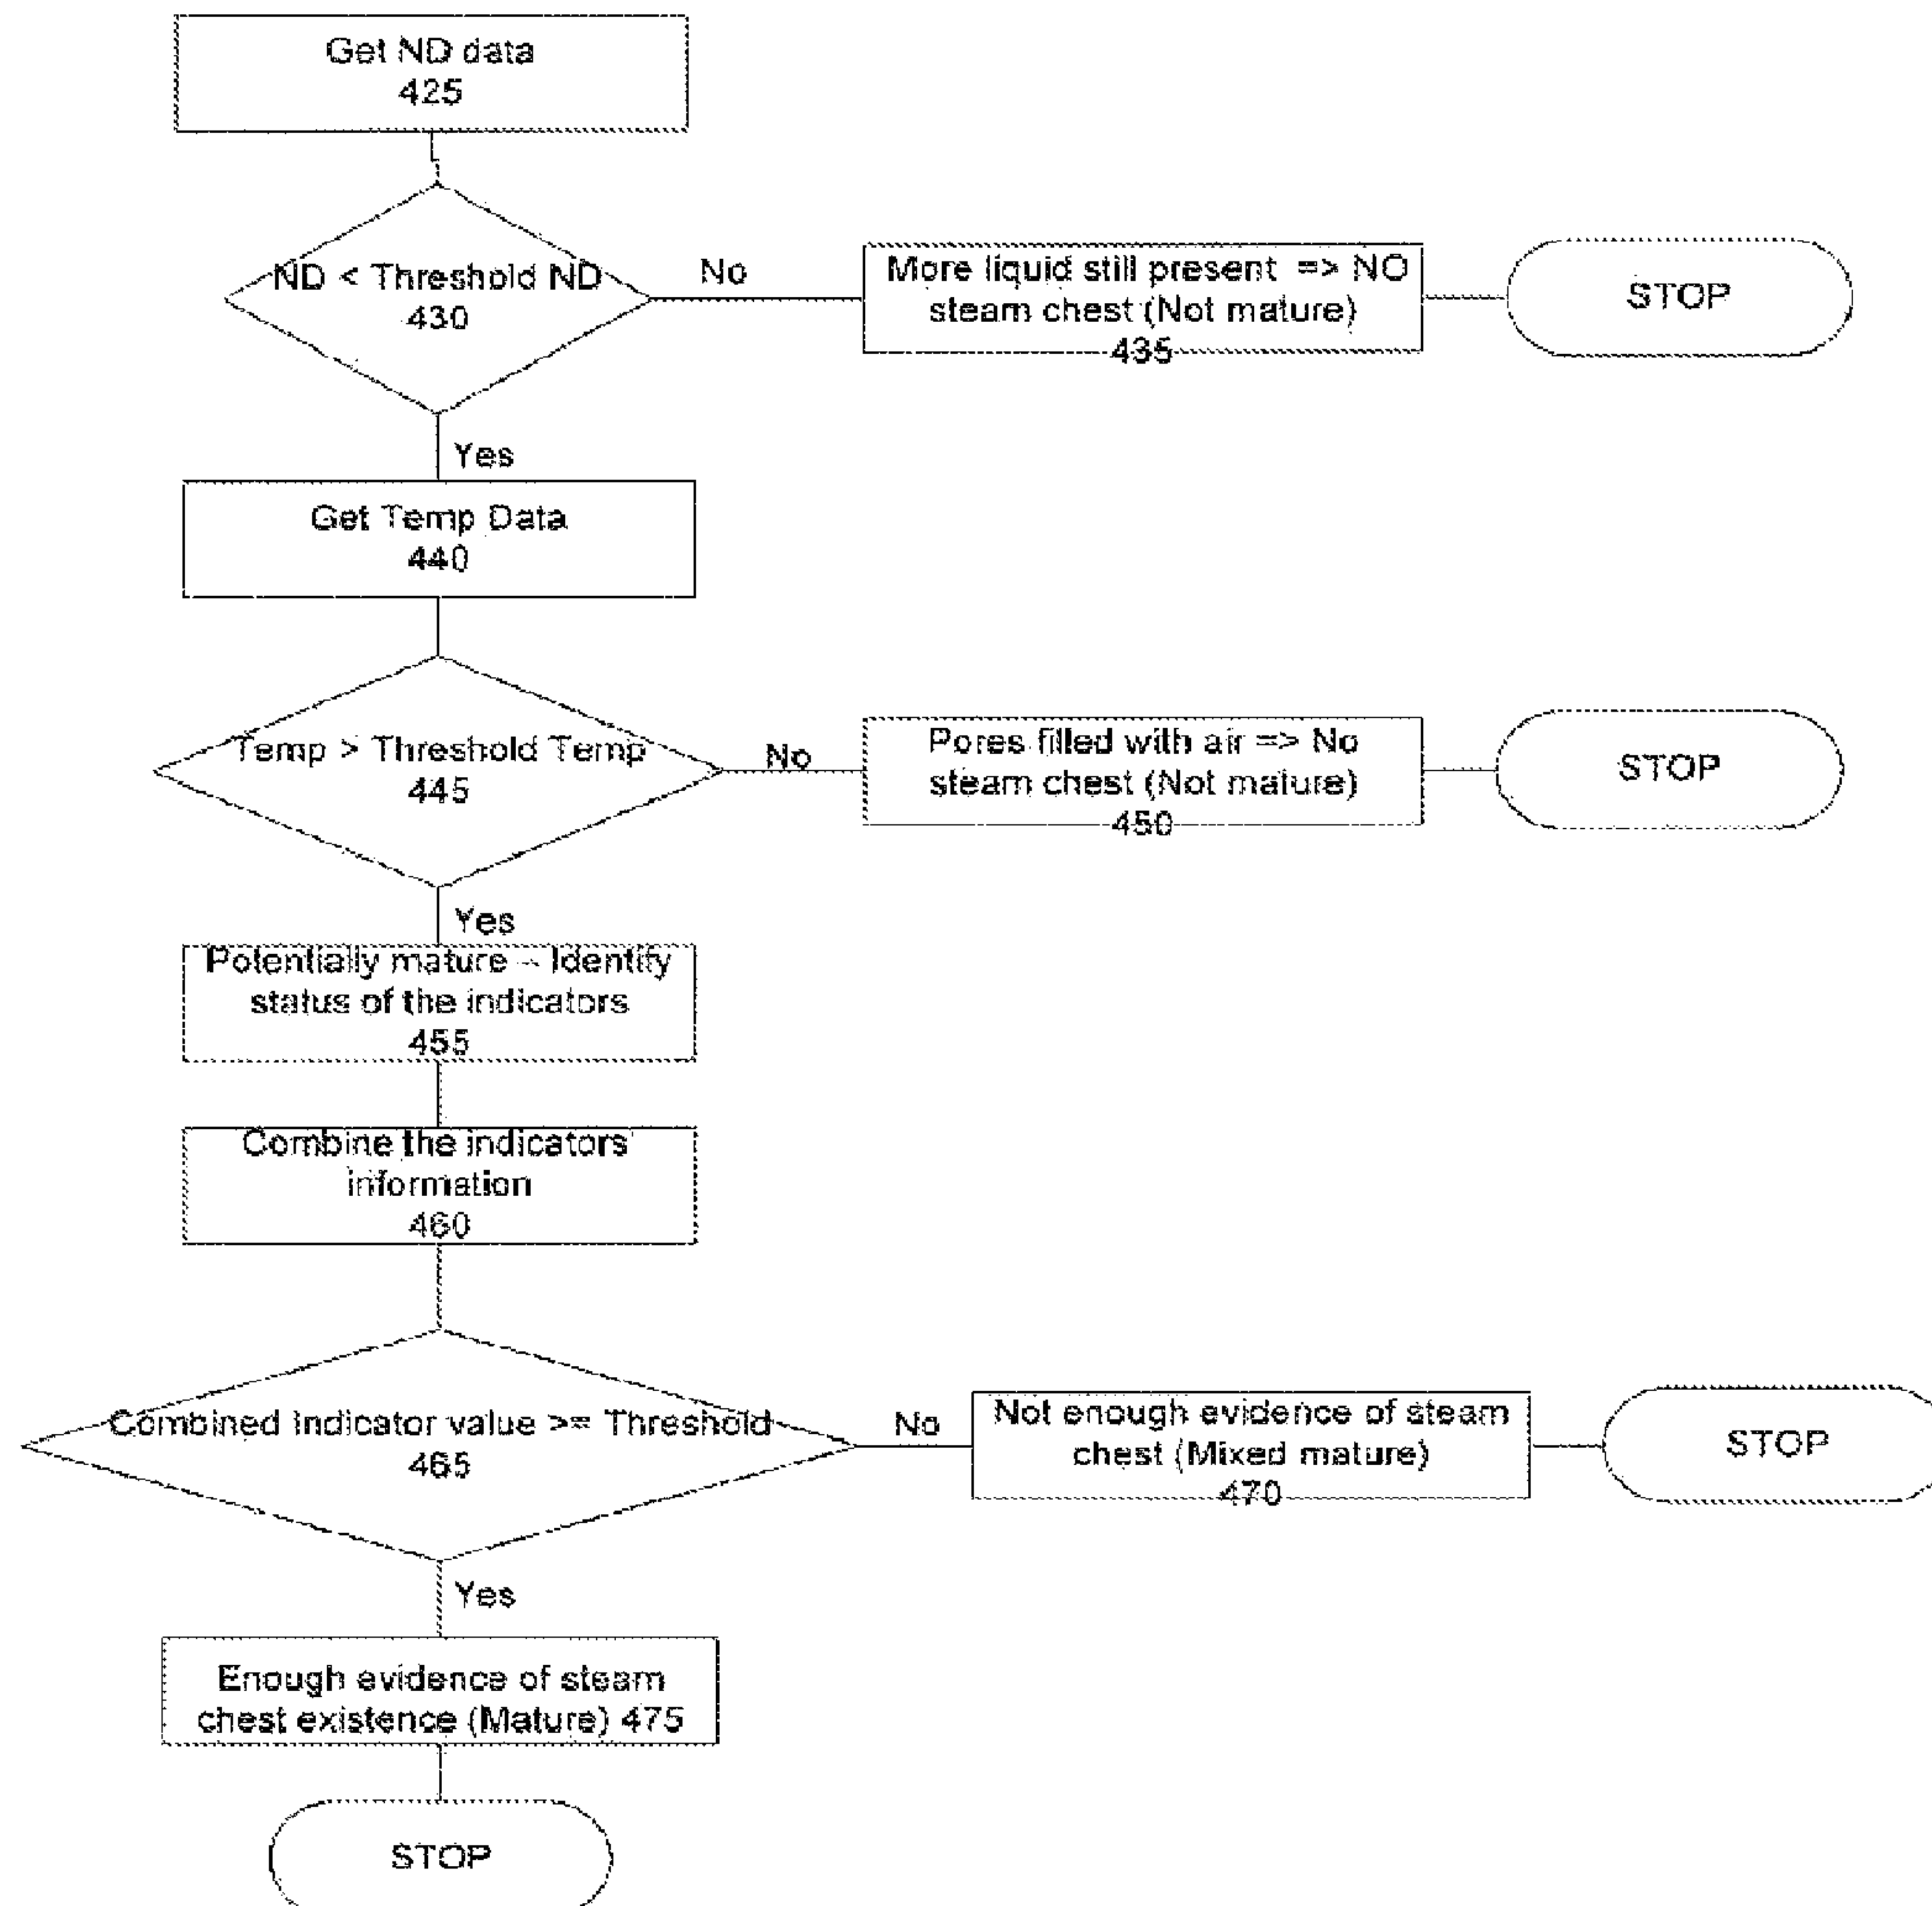 Get ND data
425
ND < Threshold ND
430
No
More liquid still present => NO
steam chest (Not mature)
435
STOP
Yes
Get Temp Data
440
Temp > Threshold Temp
445
No
Pores filled with air => No
steam chest (Not mature)
450
STOP
Yes
Potentially mature – Identify
status of the indicators
455
Combine the indicators'
information
460
Combined Indicator value >= Threshold
465
No
Not enough evidence of steam
chest (Mixed mature)
470
STOP
Yes
Enough evidence of steam
chest existence (Mature) 475
STOP